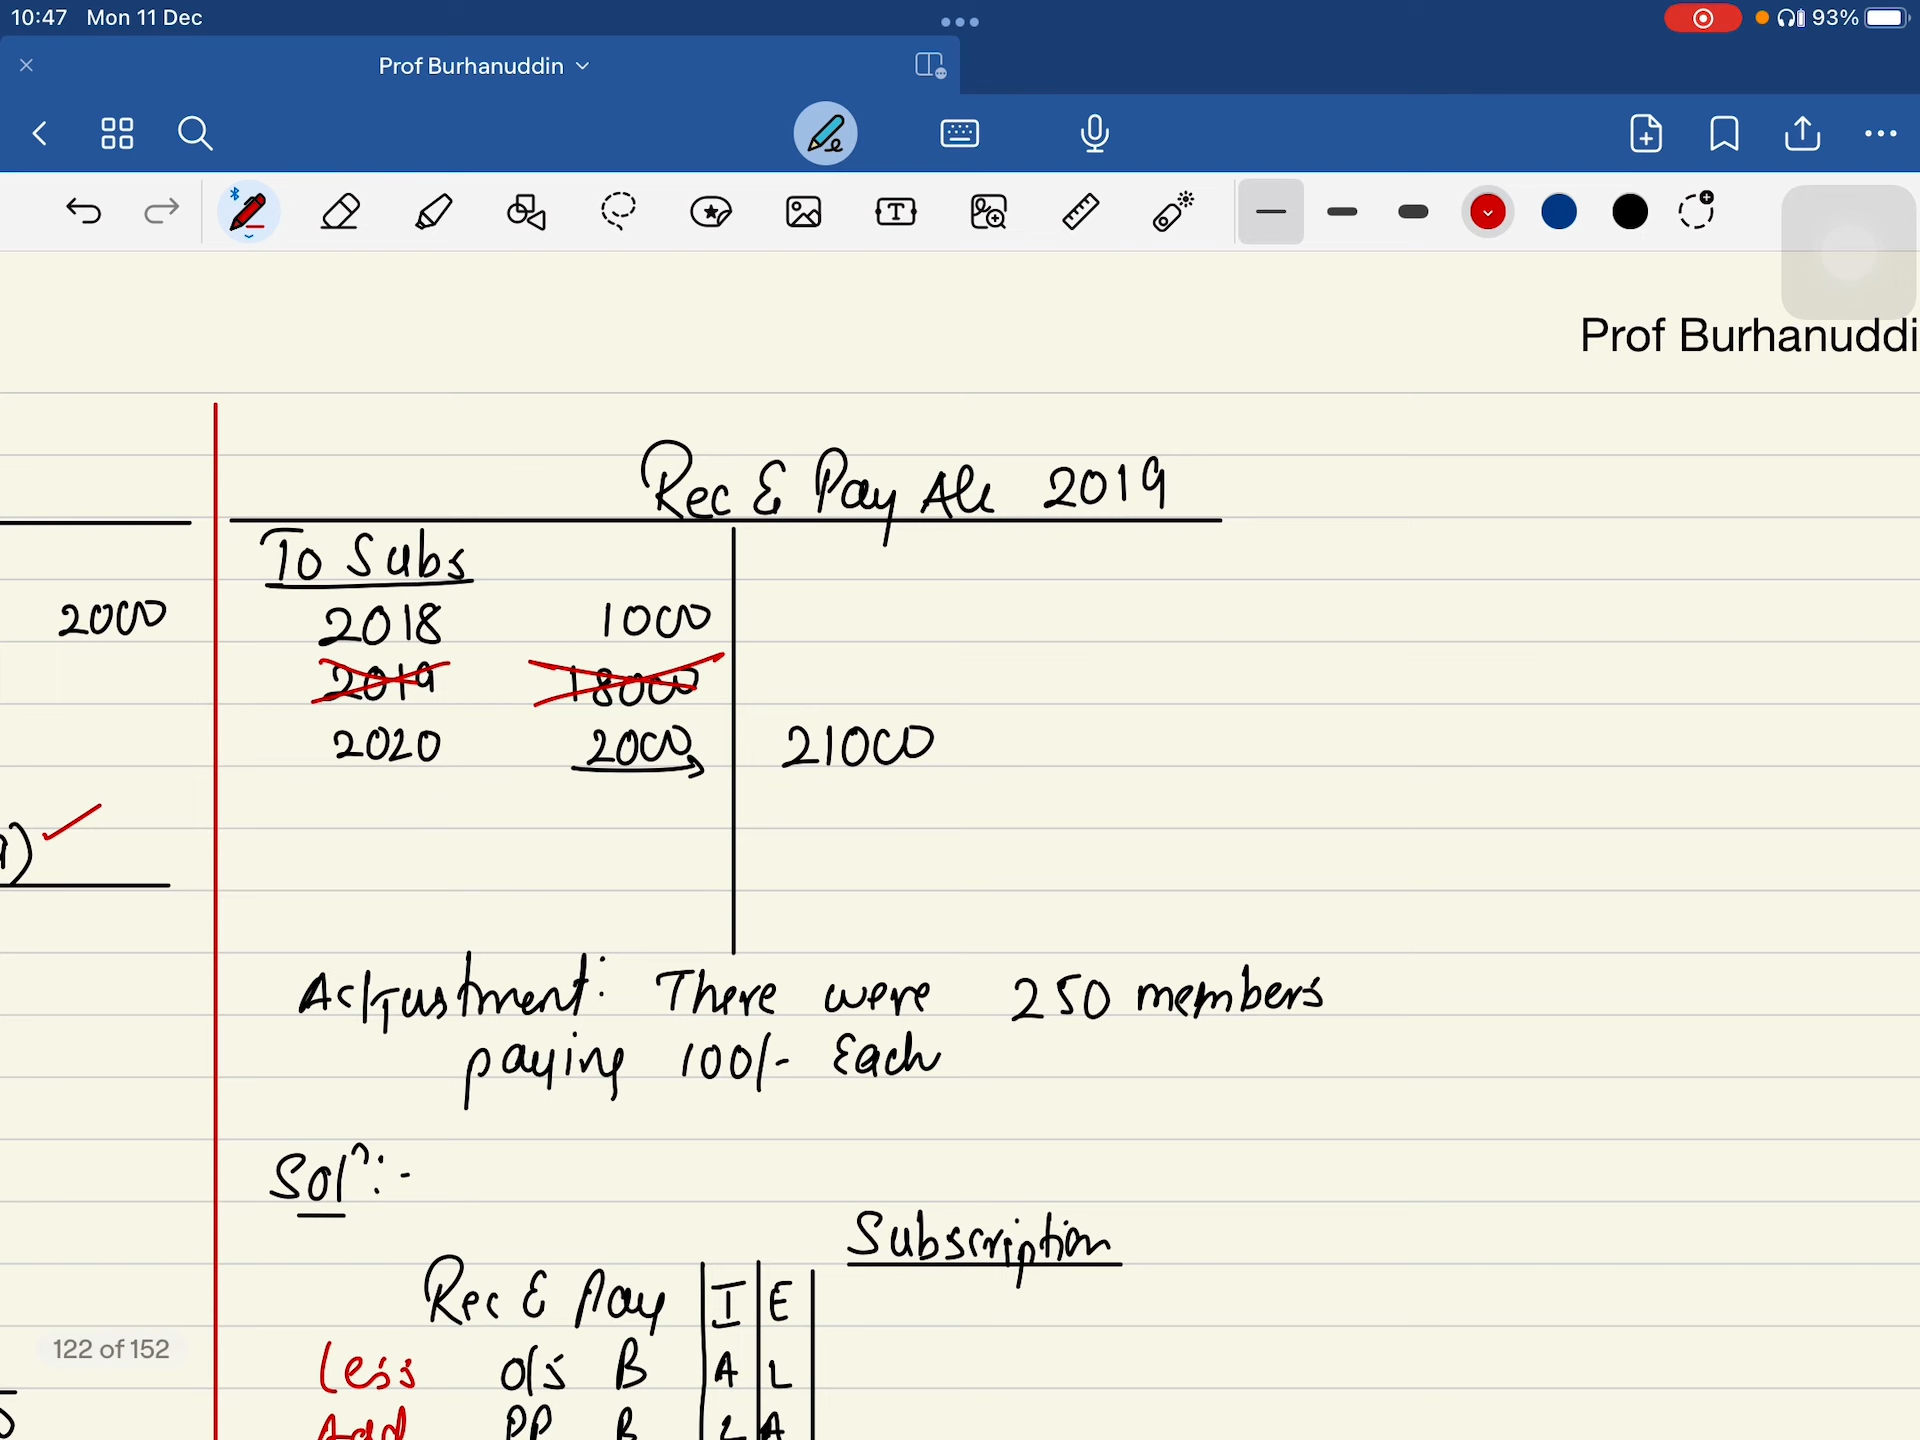 10:47 Mon 11 Dec
93%
Prof Burhanuddin
Prof Burhanuddi
Rec & Pay A/c 2019
To Subs
2000
2018 1000
2019 18000
2020 2000 21000
Adjustment: There were 250 members
paying 100/- Each
Solⁿ:-
Subscription
Rec & Pay I E
122 of 152
Less O/s B A L
Add PP B L A